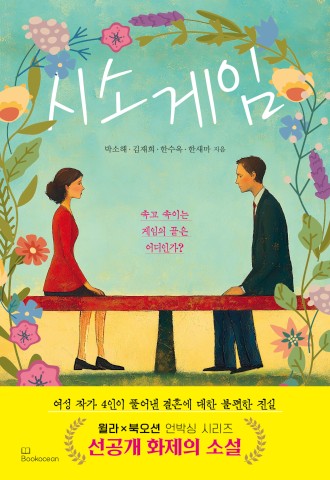 시소게임
박소해·김재희·한수옥·한새마 지음
속고 속이는
게임의 끝은
어디인가?
여성 작가 4인이 풀어낸 결혼에 대한 불편한 진실
윌라×북오션 언박싱 시리즈
선공개 화제의 소설
Bookocean